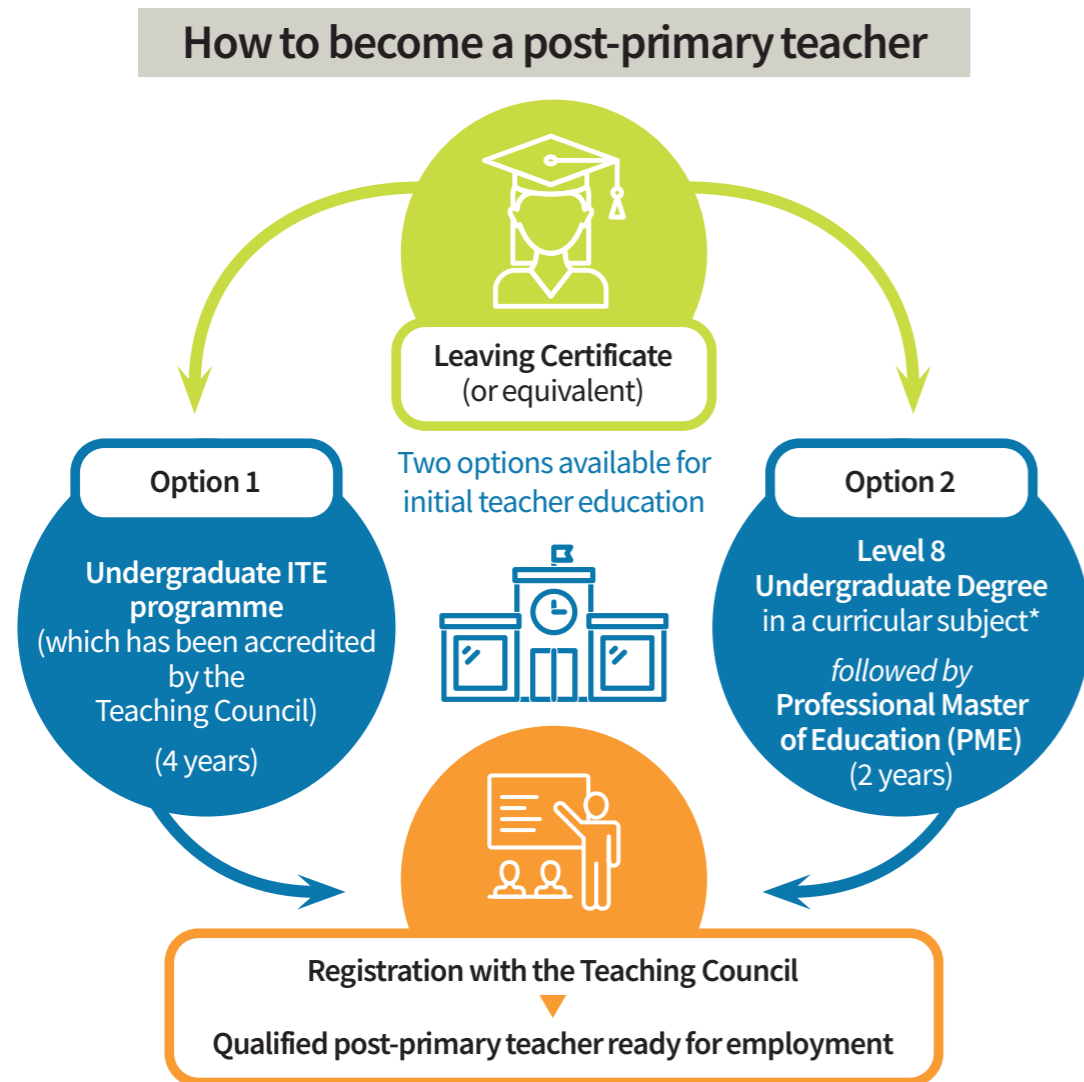 How to become a post-primary teacher
Leaving Certificate
(or equivalent)
Two options available for
initial teacher education
Option 1
Undergraduate ITE
programme
(which has been accredited
by the
Teaching Council)
(4 years)
Option 2
Level 8
Undergraduate Degree
in a curricular subject*
followed by
Professional Master
of Education (PME)
(2 years)
Registration with the Teaching Council
Qualified post-primary teacher ready for employment